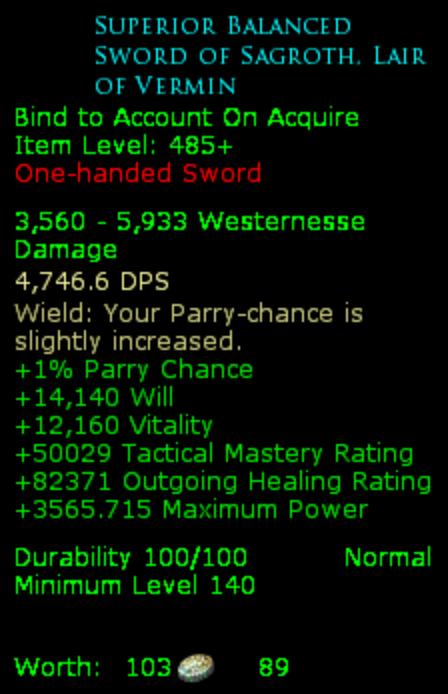 Superior Balanced
Sword of Sagroth, Lair
of Vermin
Bind to Account On Acquire
Item Level: 485+
One-handed Sword
3,560 - 5,933 Westernesse
Damage
4,746.6 DPS
Wield: Your Parry-chance is
slightly increased.
+1% Parry Chance
+14,140 Will
+12,160 Vitality
+50029 Tactical Mastery Rating
+82371 Outgoing Healing Rating
+3565.715 Maximum Power
Durability 100/100 Normal
Minimum Level 140
Worth: 103 89